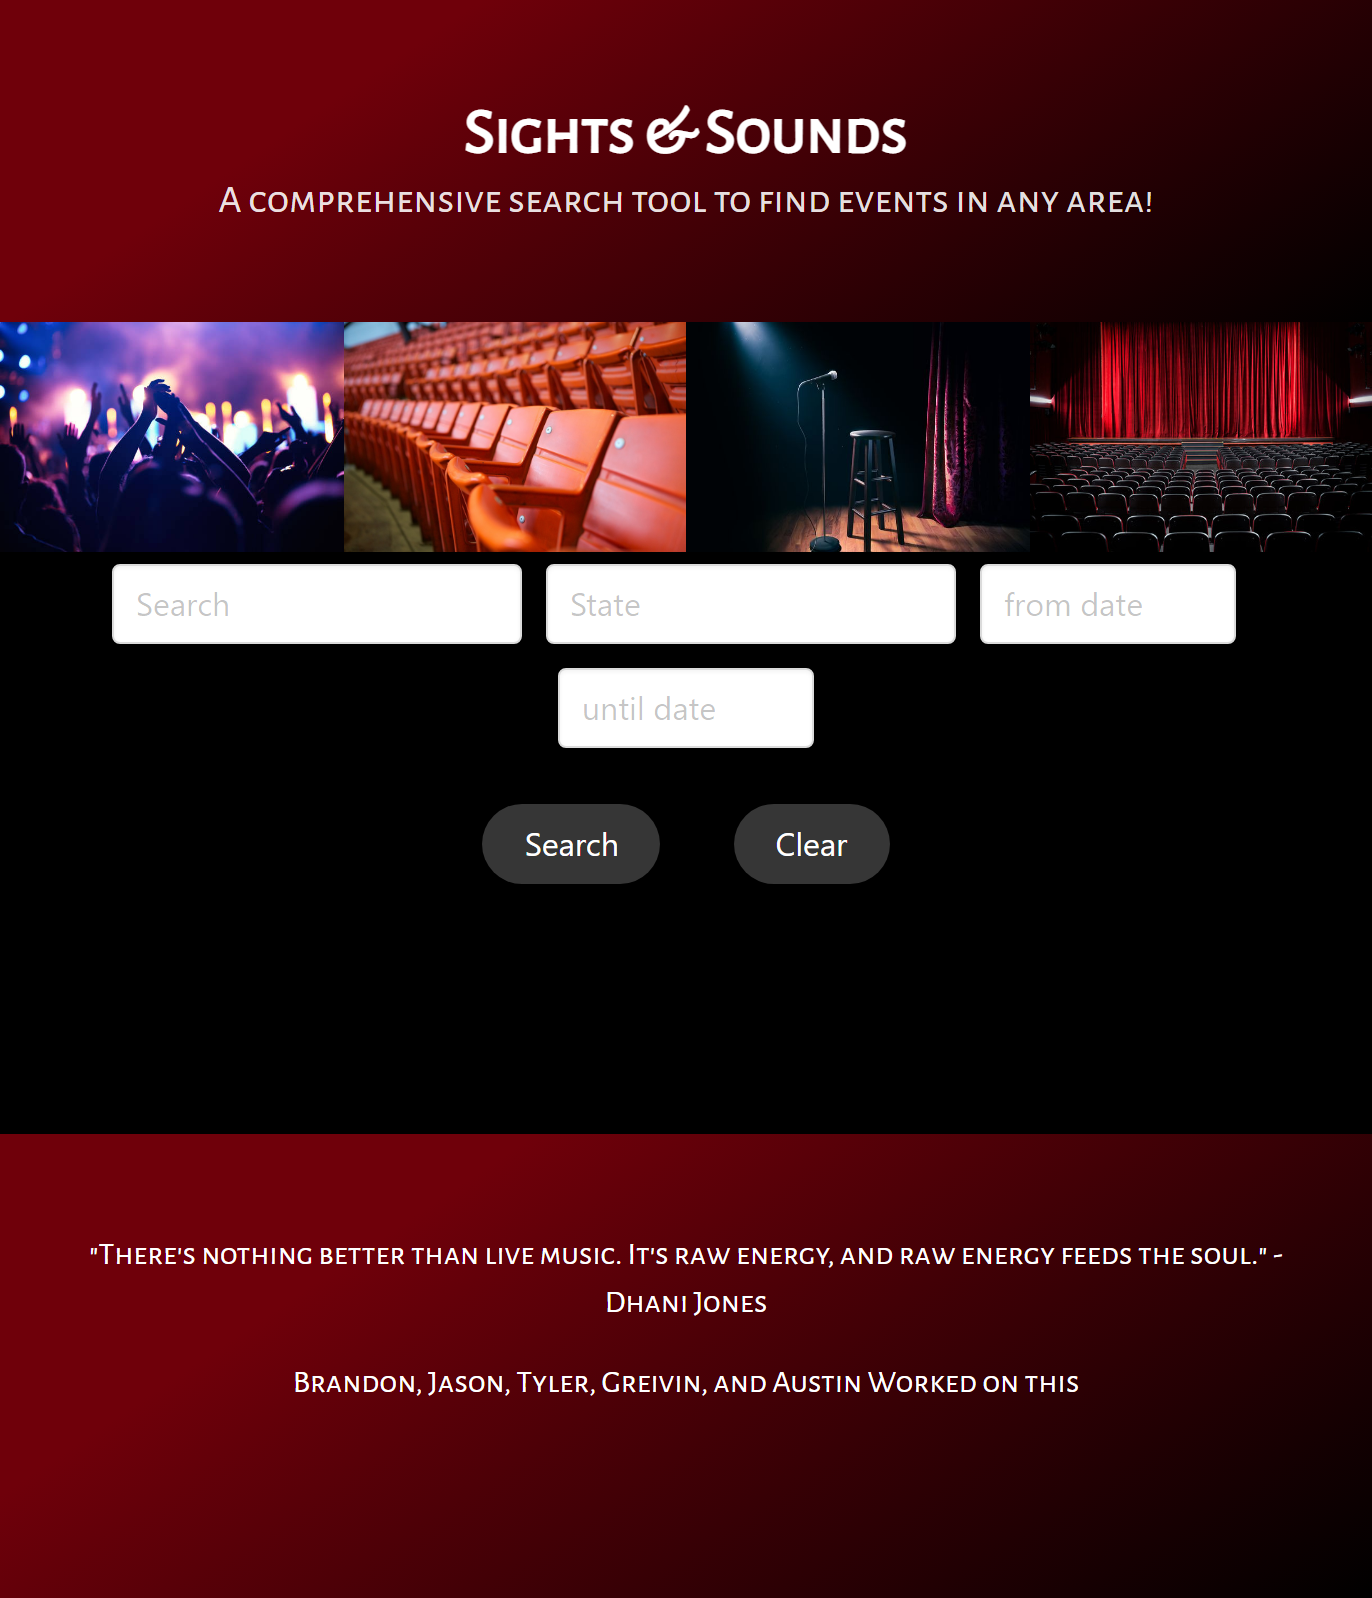 Sights & Sounds
A comprehensive search tool to find events in any area!
Search
State
from date
until date
Search
Clear
"There's nothing better than live music. It's raw energy, and raw energy feeds the soul." -
Dhani Jones
Brandon, Jason, Tyler, Greivin, and Austin Worked on this